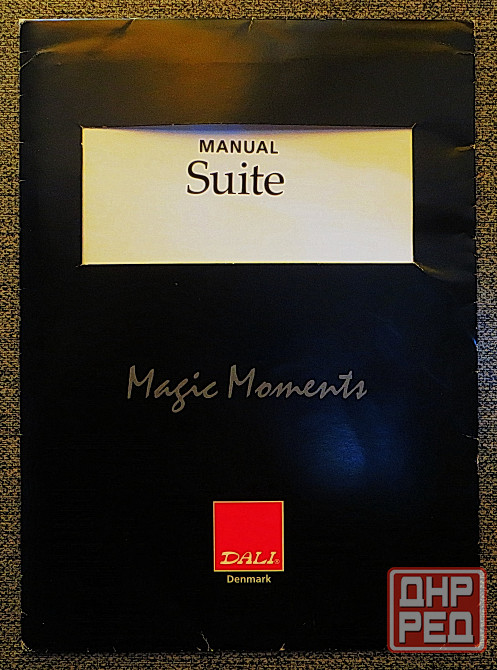 MANUAL
Suite
Magic Moments
DALI®
Denmark
ДНР
РЕД